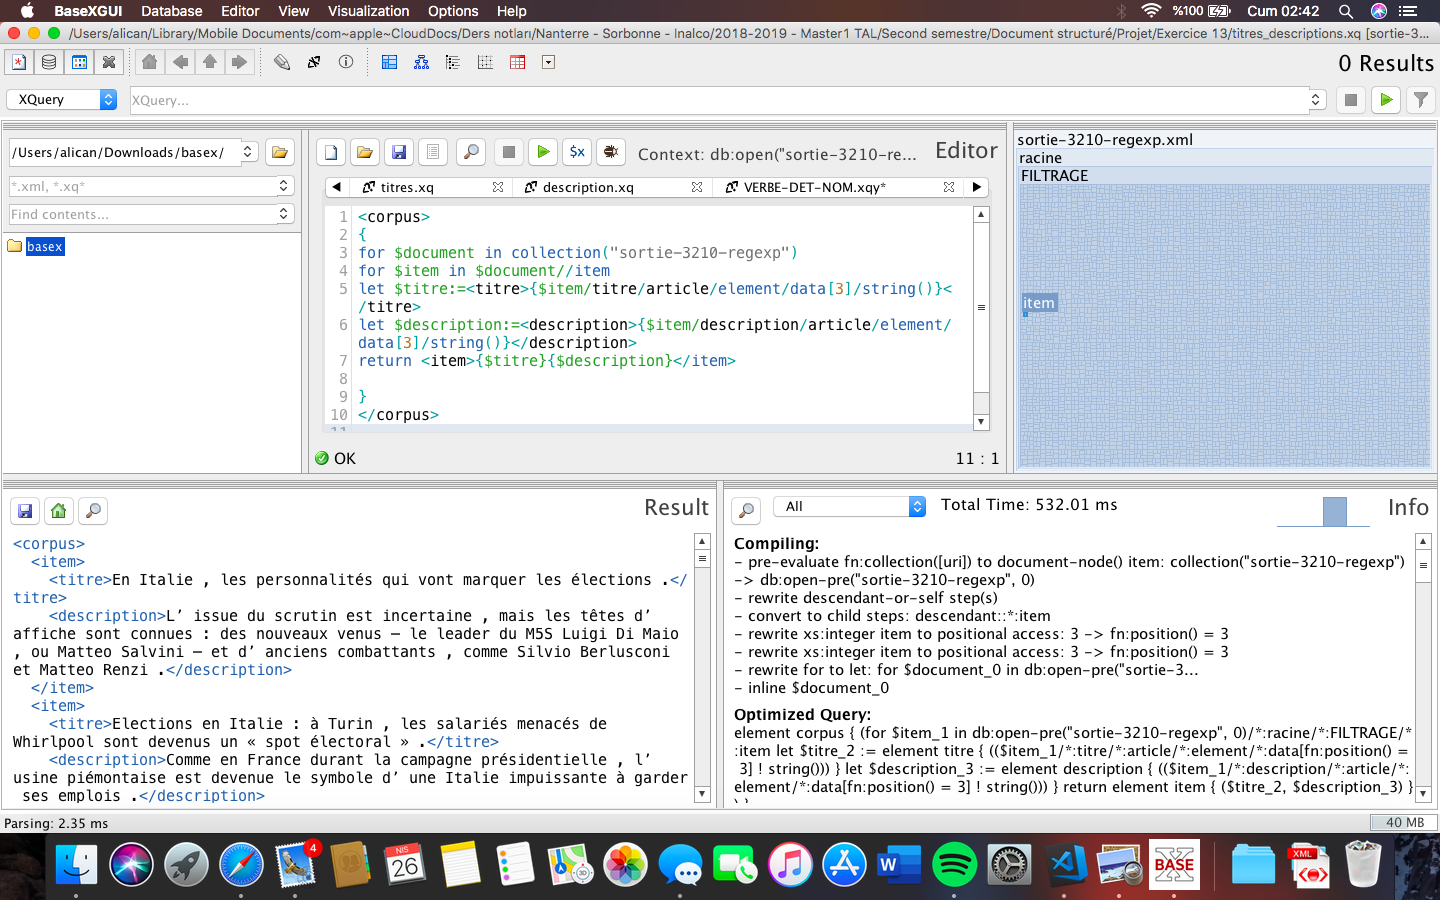 BaseXGUI Database Editor View Visualization Options Help %100 Cum 02:42
/Users/alican/Library/Mobile Documents/com~apple~CloudDocs/Ders notları/Nanterre - Sorbonne - Inalco/2018-2019 - Master1 TAL/Second semestre/Document structuré/Projet/Exercice 13/titres_descriptions.xq [sortie-3...
0 Results
XQuery XQuery...
/Users/alican/Downloads/basex/
*.xml, *.xq*
Find contents...
basex
Context: db:open("sortie-3210-re... Editor
titres.xq description.xq VERBE-DET-NOM.xqy*
1 <corpus>
2 {
3 for $document in collection("sortie-3210-regexp")
4 for $item in $document//item
5 let $titre:=<titre>{$item/titre/article/element/data[3]/string()}<
/titre>
6 let $description:=<description>{$item/description/article/element/
data[3]/string()}</description>
7 return <item>{$titre}{$description}</item>
8
9 }
10 </corpus>
11
OK 11 : 1
sortie-3210-regexp.xml
racine
FILTRAGE
item
Result
<corpus>
<item>
<titre>En Italie , les personnalités qui vont marquer les élections .</
titre>
<description>L’ issue du scrutin est incertaine , mais les têtes d’
affiche sont connues : des nouveaux venus – le leader du M5S Luigi Di Maio
, ou Matteo Salvini – et d’ anciens combattants , comme Silvio Berlusconi
et Matteo Renzi .</description>
</item>
<item>
<titre>Elections en Italie : à Turin , les salariés menacés de
Whirlpool sont devenus un « spot électoral » .</titre>
<description>Comme en France durant la campagne présidentielle , l’
usine piémontaise est devenue le symbole d’ une Italie impuissante à garder
ses emplois .</description>
All Total Time: 532.01 ms Info
Compiling:
- pre-evaluate fn:collection([uri]) to document-node() item: collection("sortie-3210-regexp")
-> db:open-pre("sortie-3210-regexp", 0)
- rewrite descendant-or-self step(s)
- convert to child steps: descendant::*:item
- rewrite xs:integer item to positional access: 3 -> fn:position() = 3
- rewrite xs:integer item to positional access: 3 -> fn:position() = 3
- rewrite for to let: for $document_0 in db:open-pre("sortie-3...
- inline $document_0
Optimized Query:
element corpus { (for $item_1 in db:open-pre("sortie-3210-regexp", 0)/*:racine/*:FILTRAGE/*
:item let $titre_2 := element titre { (($item_1/*:titre/*:article/*:element/*:data[fn:position() =
3] ! string())) } let $description_3 := element description { (($item_1/*:description/*:article/*:
element/*:data[fn:position() = 3] ! string())) } return element item { ($titre_2, $description_3) }
Parsing: 2.35 ms 40 MB
4
NIS
26
3D
W
BASE
X
XML